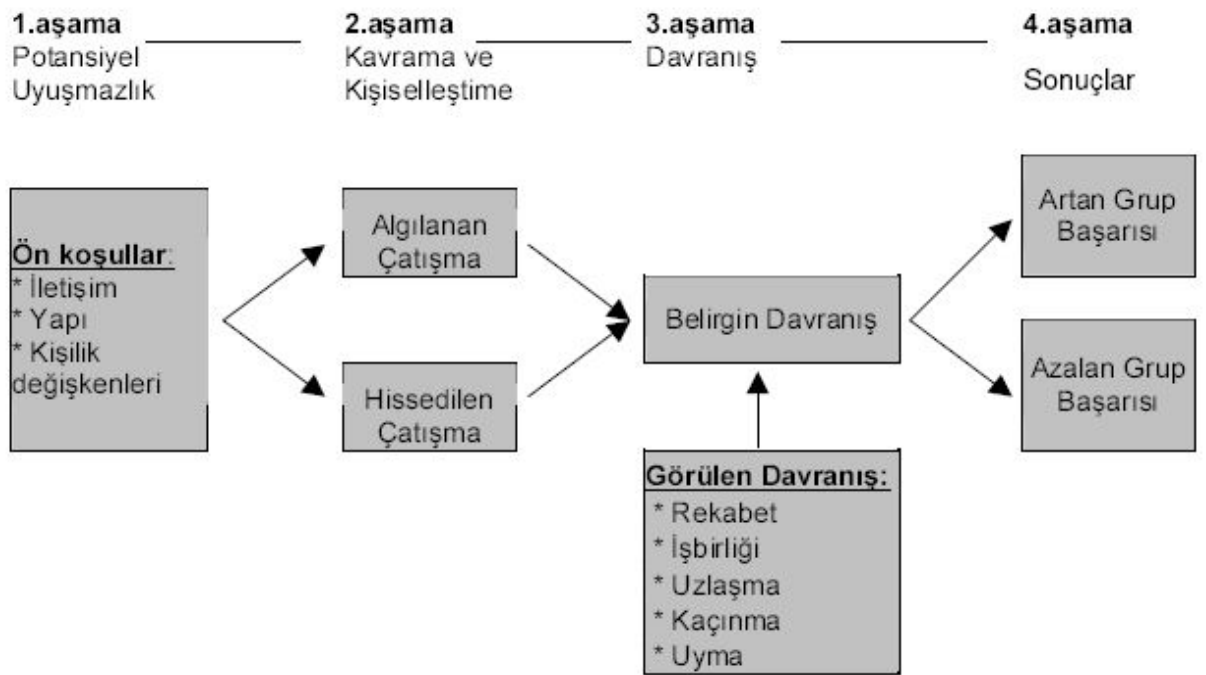 1.aşama
Potansiyel
Uyuşmazlık
2.aşama
Kavrama ve
Kişiselleştime
3.aşama
Davranış
4.aşama
Sonuçlar
Ön koşullar:
* İletişim
* Yapı
* Kişilik
değişkenleri
Algılanan
Çatışma
Hissedilen
Çatışma
Belirgin Davranış
Görülen Davranış:
* Rekabet
* İşbirliği
* Uzlaşma
* Kaçınma
* Uyma
Artan Grup
Başarısı
Azalan Grup
Başarısı